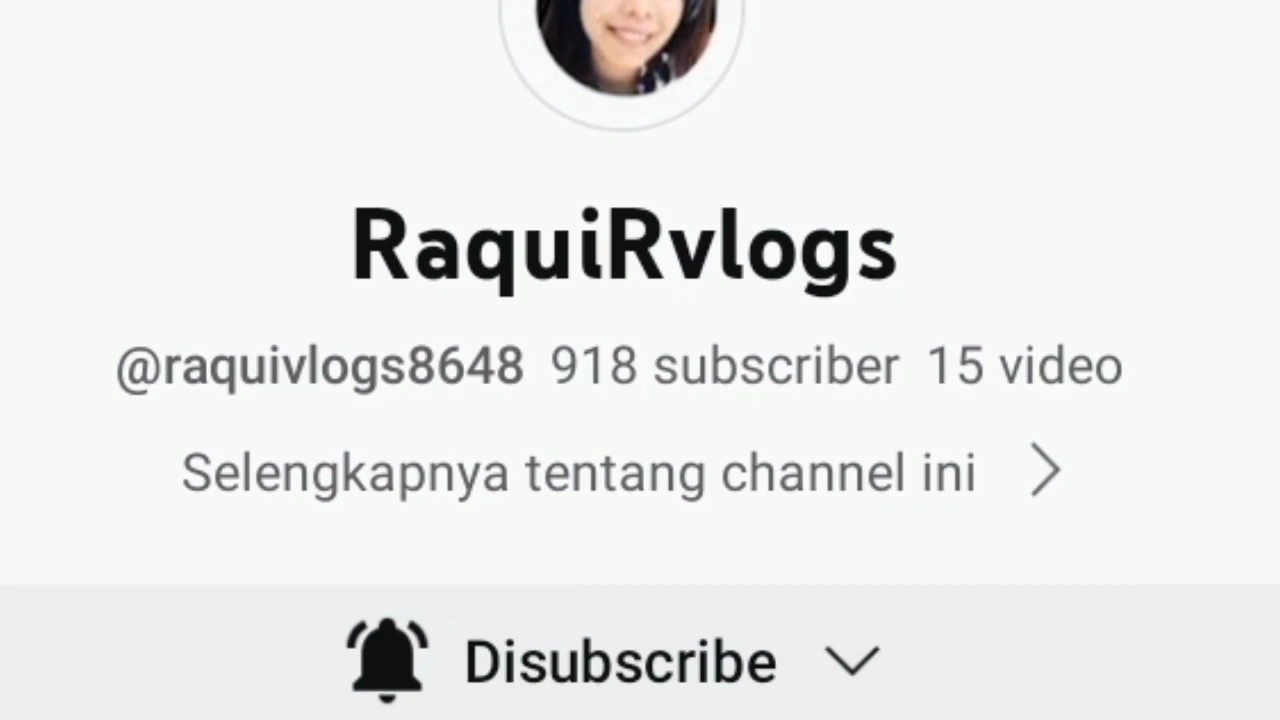 RaquiRvlogs
@raquivlogs8648 918 subscriber 15 video
Selengkapnya tentang channel ini
Disubscribe